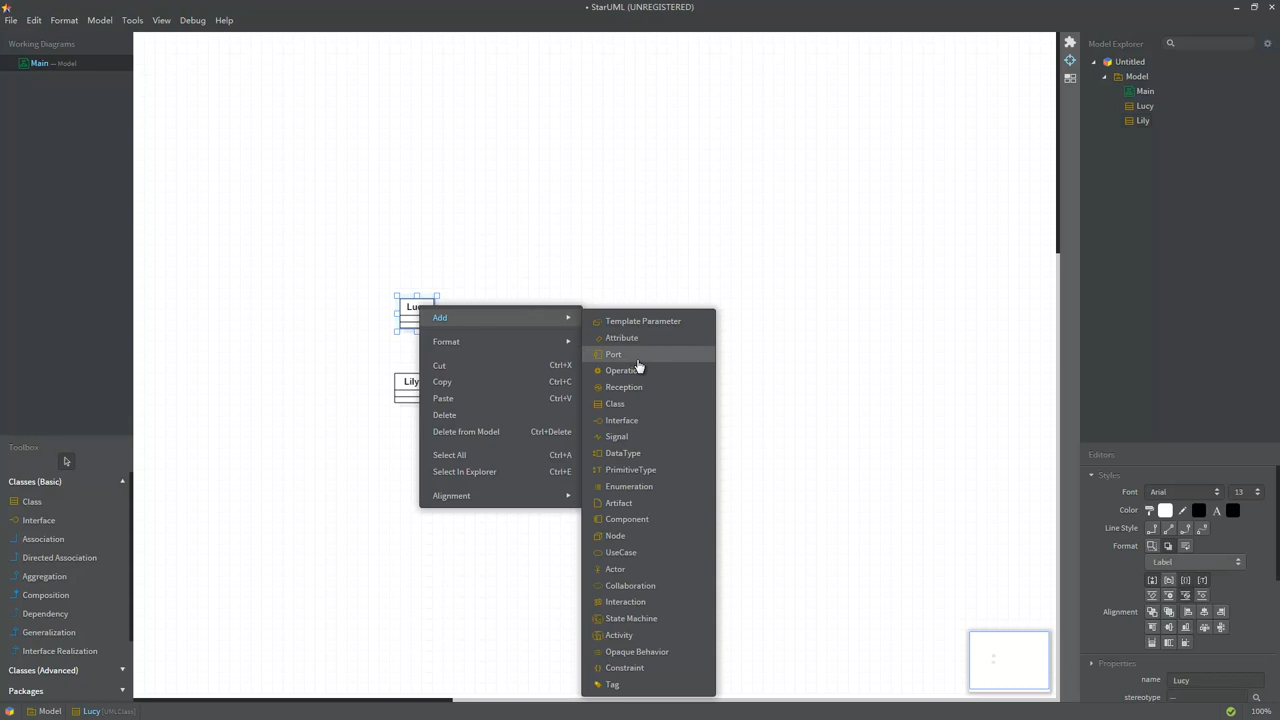 • StarUML (UNREGISTERED)
File Edit Format Model Tools View Debug Help
Working Diagrams
Main — Model
Model Explorer
Untitled
Model
Main
Lucy
Lily
Add
Format
Cut Ctrl+X
Copy Ctrl+C
Paste Ctrl+V
Delete
Delete from Model Ctrl+Delete
Select All Ctrl+A
Select In Explorer Ctrl+E
Alignment
Template Parameter
Attribute
Port
Reception
Class
Interface
Signal
DataType
PrimitiveType
Enumeration
Artifact
Component
Node
UseCase
Actor
Collaboration
Interaction
State Machine
Activity
Opaque Behavior
Constraint
Tag
Lily
Toolbox
Classes (Basic)
Class
Interface
Association
Directed Association
Aggregation
Composition
Dependency
Generalization
Interface Realization
Classes (Advanced)
Packages
Editors
Styles
Font Arial 13
Color
Line Style
Format
Label
Alignment
Properties
name Lucy
stereotype —
Model Lucy [UMLClass]
100%